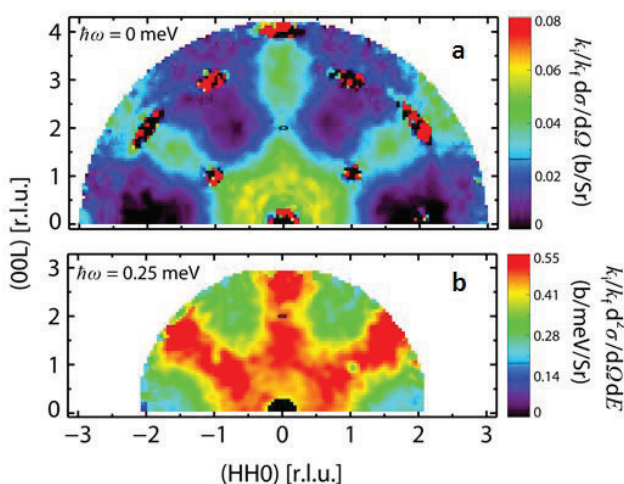 ħω = 0 meV
a
4
3
2
1
0
0.08
0.06
0.04
0.02
0
kᵢ/k_f dσ/dΩ (b/Sr)
(00L) [r.l.u.]
ħω = 0.25 meV
b
3
2
1
0
0.55
0.41
0.28
0.14
0
kᵢ/k_f d²σ/dΩdE
(b/meV/Sr)
−3 −2 −1 0 1 2 3
(HH0) [r.l.u.]